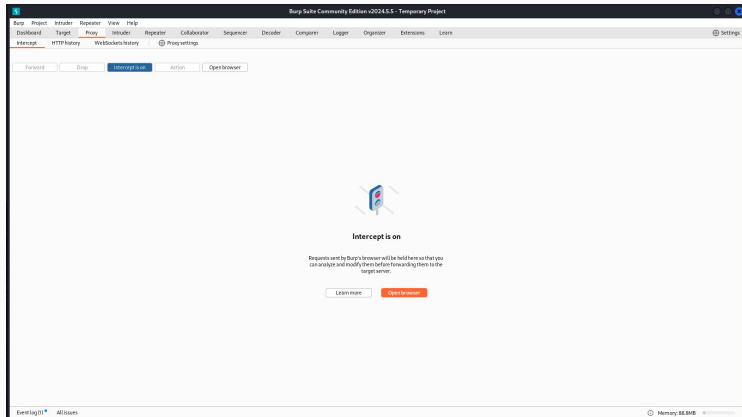 Burp Suite Community Edition v2024.5.5 - Temporary Project
Burp Project Intruder Repeater View Help
Dashboard Target Proxy Intruder Repeater Collaborator Sequencer Decoder Comparer Logger Organizer Extensions Learn Settings
Intercept HTTP history WebSockets history Proxy settings
Forward Drop Intercept is on Action Open browser
Intercept is on
Requests sent by Burp's browser will be held here so that you
can analyze and modify them before forwarding them to the
target server.
Learn more Open browser
Event log (1) All issues Memory: 88.8MB